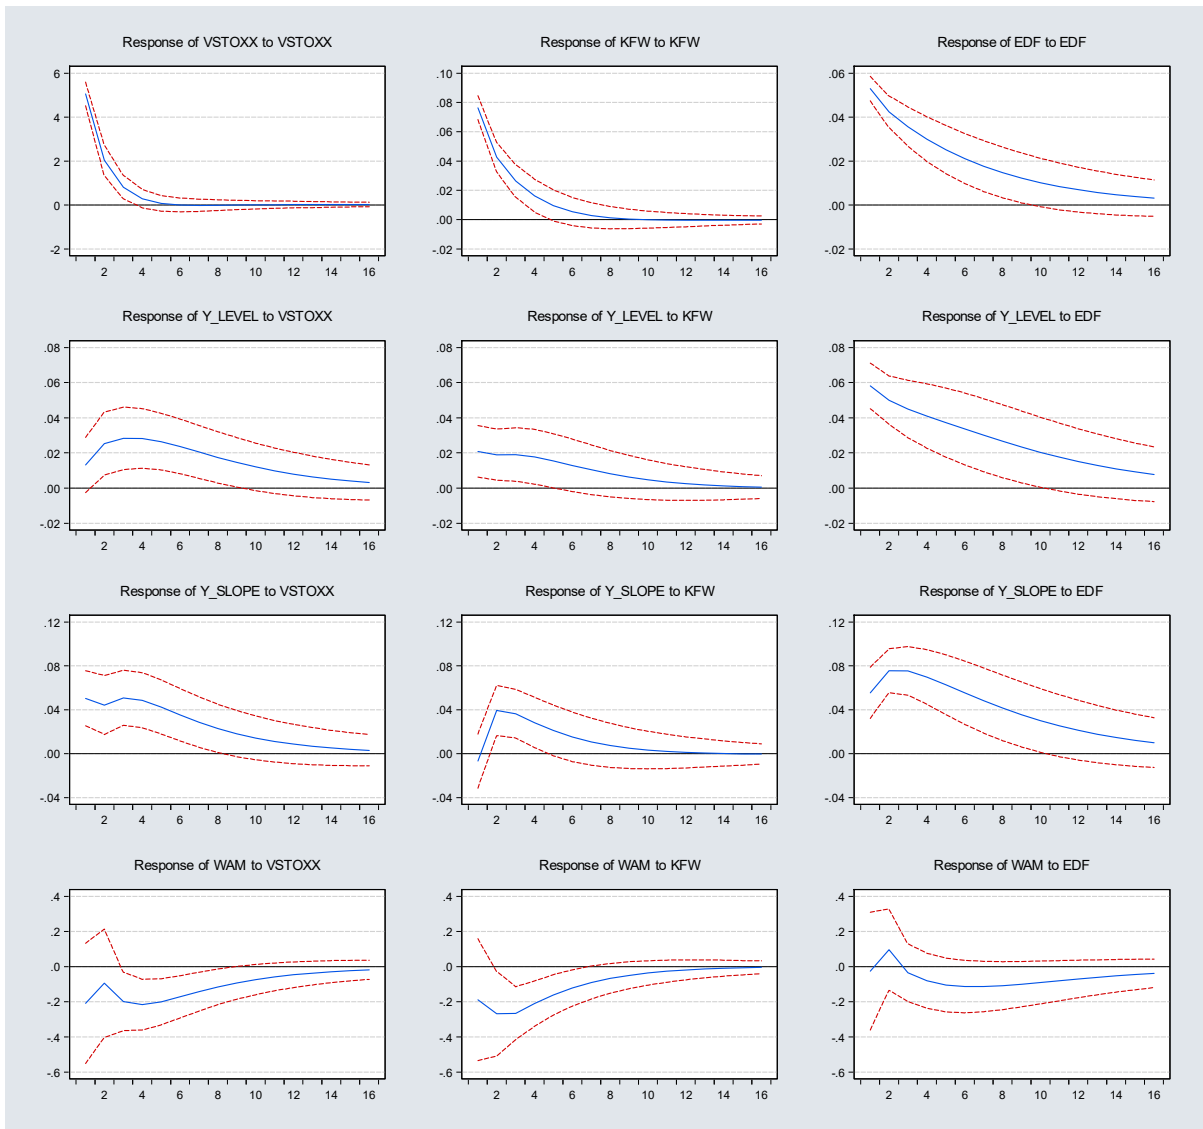 Response of VSTOXX to VSTOXX
6
4
2
0
-2
2 4 6 8 10 12 14 16
Response of KFW to KFW
.10
.08
.06
.04
.02
.00
-.02
2 4 6 8 10 12 14 16
Response of EDF to EDF
.06
.04
.02
.00
-.02
2 4 6 8 10 12 14 16
Response of Y_LEVEL to VSTOXX
.08
.06
.04
.02
.00
-.02
2 4 6 8 10 12 14 16
Response of Y_LEVEL to KFW
.08
.06
.04
.02
.00
-.02
2 4 6 8 10 12 14 16
Response of Y_LEVEL to EDF
.08
.06
.04
.02
.00
-.02
2 4 6 8 10 12 14 16
Response of Y_SLOPE to VSTOXX
.12
.08
.04
.00
-.04
2 4 6 8 10 12 14 16
Response of Y_SLOPE to KFW
.12
.08
.04
.00
-.04
2 4 6 8 10 12 14 16
Response of Y_SLOPE to EDF
.12
.08
.04
.00
-.04
2 4 6 8 10 12 14 16
Response of WAM to VSTOXX
.4
.2
.0
-.2
-.4
-.6
2 4 6 8 10 12 14 16
Response of WAM to KFW
.4
.2
.0
-.2
-.4
-.6
2 4 6 8 10 12 14 16
Response of WAM to EDF
.4
.2
.0
-.2
-.4
-.6
2 4 6 8 10 12 14 16